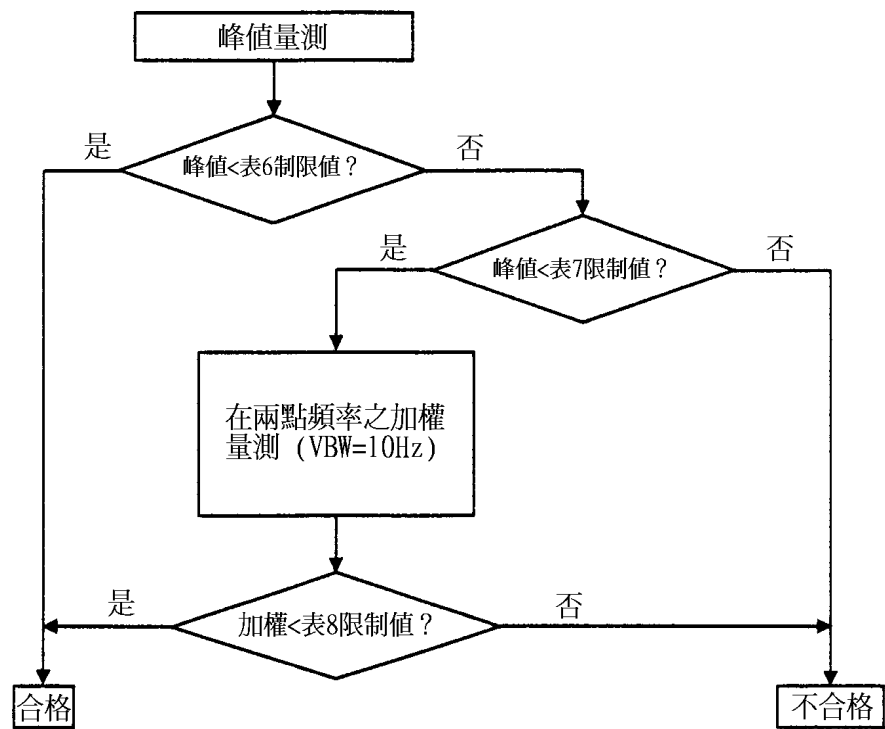 峰值量測
是
峰值<表6制限值?
否
是
峰值<表7限制值?
否
在兩點頻率之加權
量測 (VBW=10Hz)
是
加權<表8限制值?
否
合格
不合格